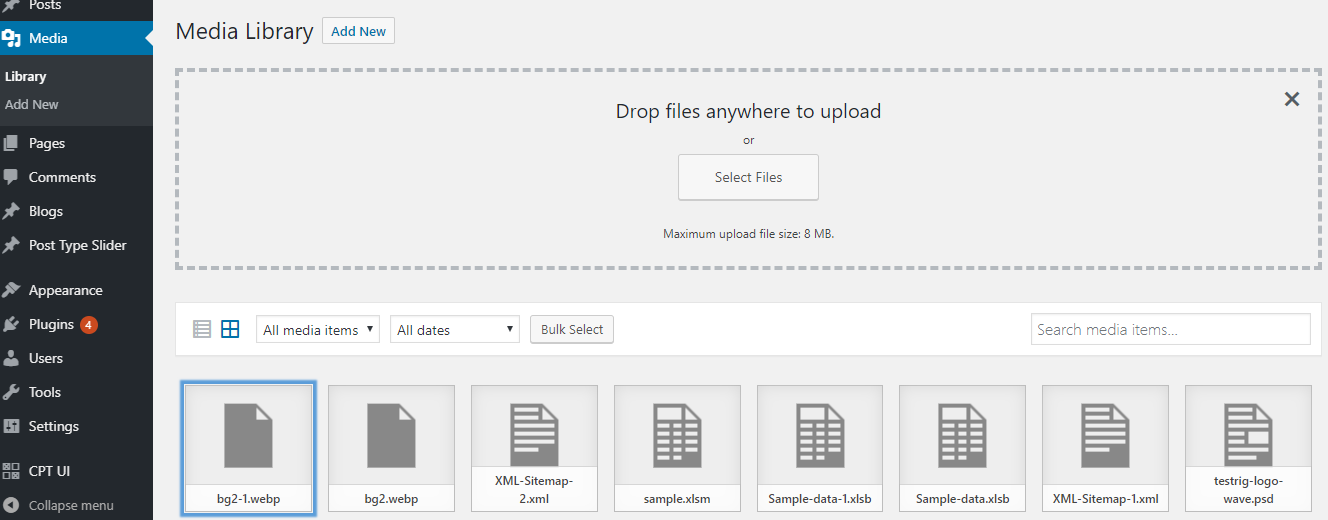 Posts
Media
Library
Add New
Pages
Comments
Blogs
Post Type Slider
Appearance
Plugins 4
Users
Tools
Settings
CPT UI
Collapse menu
Media Library Add New
Drop files anywhere to upload
or
Select Files
Maximum upload file size: 8 MB.
All media items All dates Bulk Select Search media items...
bg2-1.webp
bg2.webp
XML-Sitemap-
2.xml
sample.xlsm
Sample-data-1.xlsb
Sample-data.xlsb
XML-Sitemap-1.xml
testrig-logo-
wave.psd